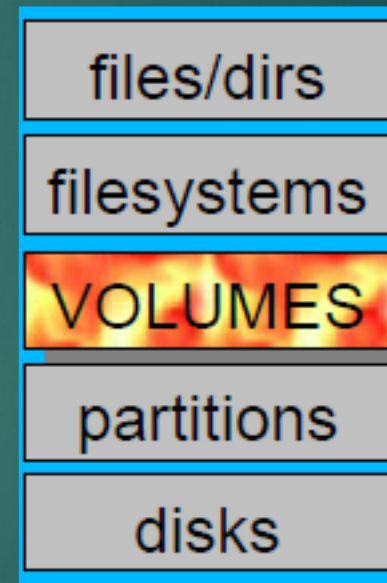 files/dirs
filesystems
VOLUMES
partitions
disks